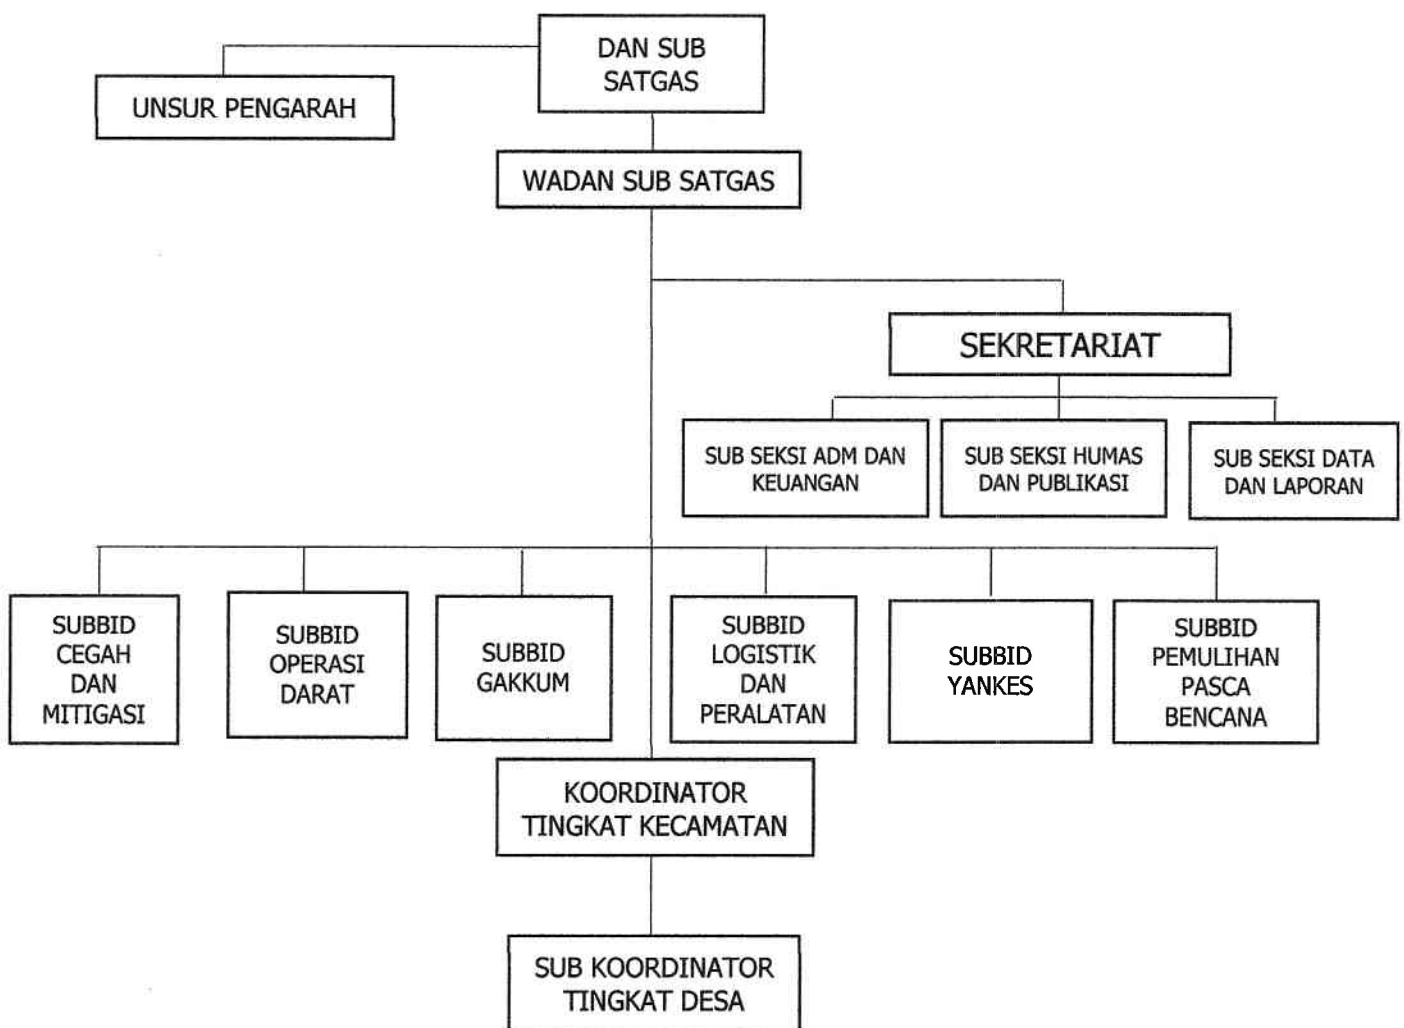 DAN SUB
SATGAS
UNSUR PENGARAH
WADAN SUB SATGAS
SEKRETARIAT
SUB SEKSI ADM DAN
KEUANGAN
SUB SEKSI HUMAS
DAN PUBLIKASI
SUB SEKSI DATA
DAN LAPORAN
SUBBID
CEGAH
DAN
MITIGASI
SUBBID
OPERASI
DARAT
SUBBID
GAKKUM
SUBBID
LOGISTIK
DAN
PERALATAN
SUBBID
YANKES
SUBBID
PEMULIHAN
PASCA
BENCANA
KOORDINATOR
TINGKAT KECAMATAN
SUB KOORDINATOR
TINGKAT DESA